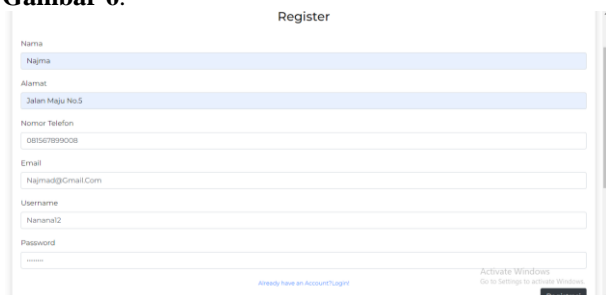 Gambar 6.
Register
Nama
Najma
Alamat
Jalan Maju No.5
Nomor Telefon
081567899008
Email
Najmad@Gmail.Com
Username
Nanana12
Password
........
Already have an Account?Login!
Activate Windows
Go to Settings to activate Windows.